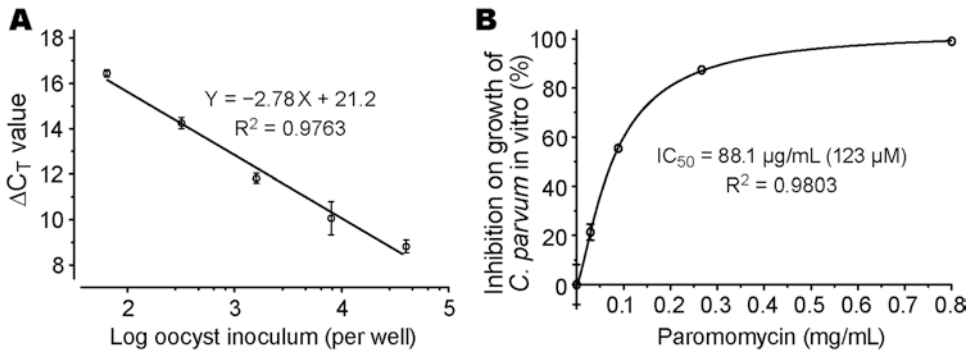 A
18
16
14
12
10
8
ΔCT value
Y = −2.78 X + 21.2
R² = 0.9763
2 3 4 5
Log oocyst inoculum (per well)
B
100
80
60
40
20
0
Inhibition on growth of
C. parvum in vitro (%)
IC50 = 88.1 µg/mL (123 µM)
R² = 0.9803
0.1 0.2 0.3 0.4 0.5 0.6 0.7 0.8
Paromomycin (mg/mL)